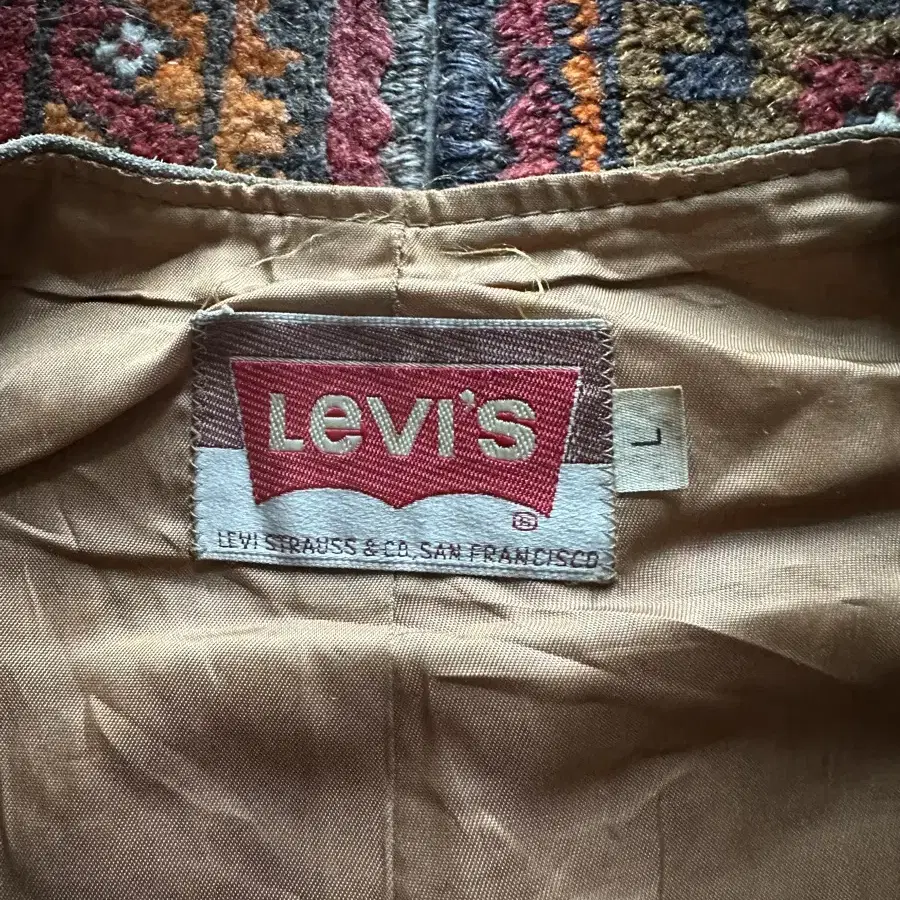 LEVI'S
®
L
LEVI STRAUSS & CO. SAN FRANCISCO